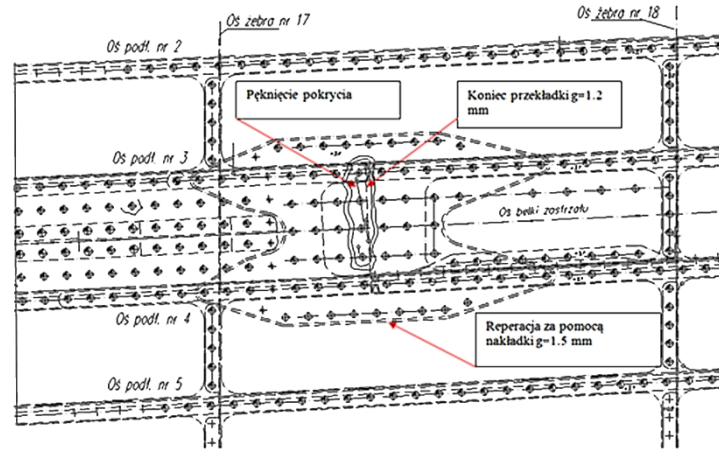 Oś żebra nr 17
Oś żebra nr 18
Oś podł. nr 2
Pęknięcie pokrycia
Koniec przekładki g=1.2
mm
Oś podł. nr 3
Oś belki zastrzału
Oś podł. nr 4
Reperacja za pomocą
nakładki g=1.5 mm
Oś podł. nr 5